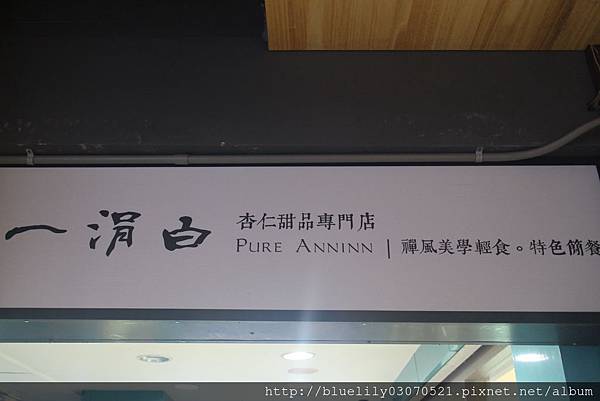 一涓白
杏仁甜品專門店
PURE ANNINN | 禪風美學輕食。特色簡餐
http://bluelily03070521.pixnet.net/album